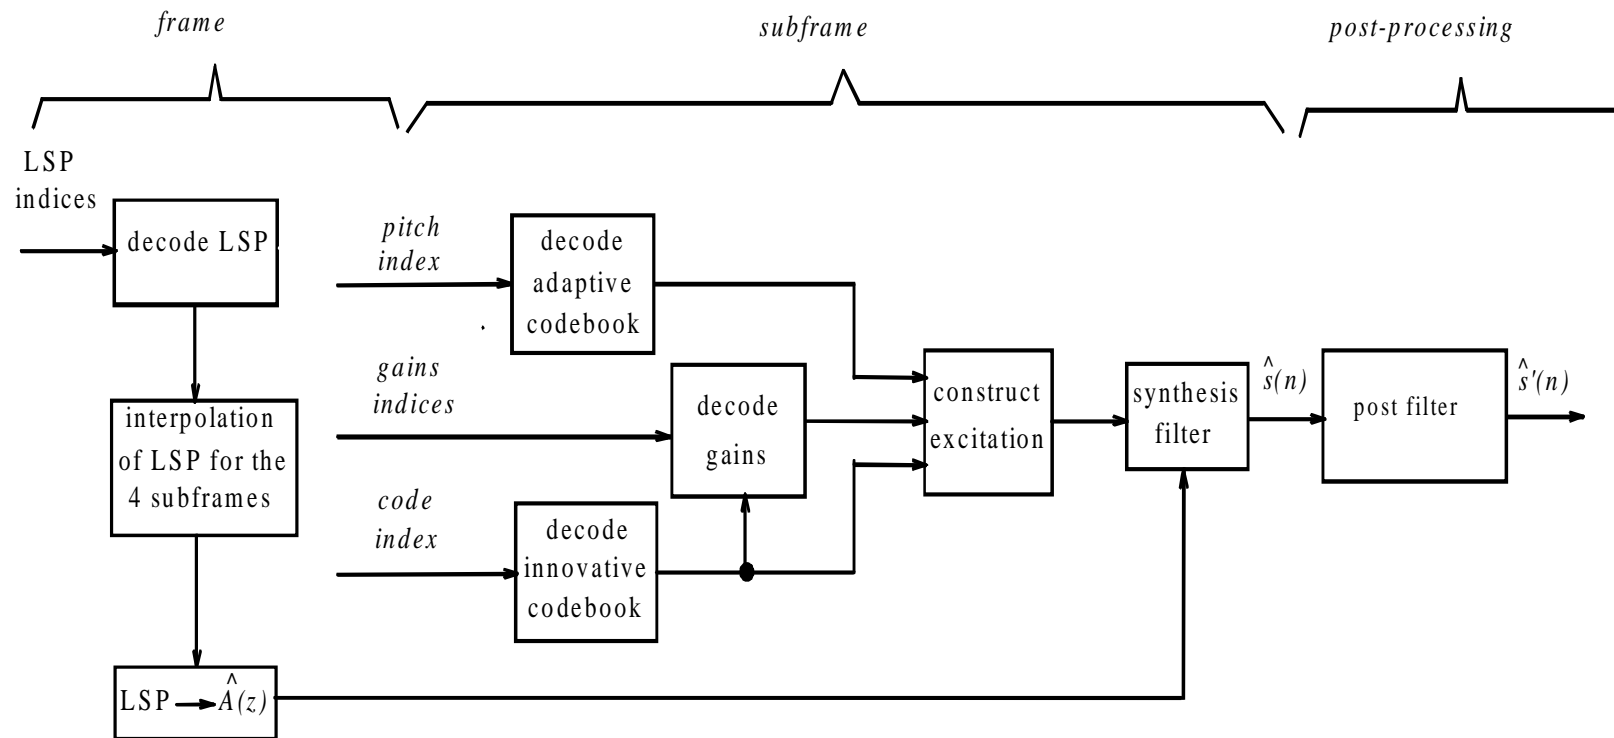 frame
subframe
post-processing
LSP
indices
decode LSP
interpolation
of LSP for the
4 subframes
LSP → Â(z)
pitch
index
decode
adaptive
codebook
gains
indices
decode
gains
code
index
decode
innovative
codebook
construct
excitation
synthesis
filter
ŝ(n)
post filter
ŝ'(n)